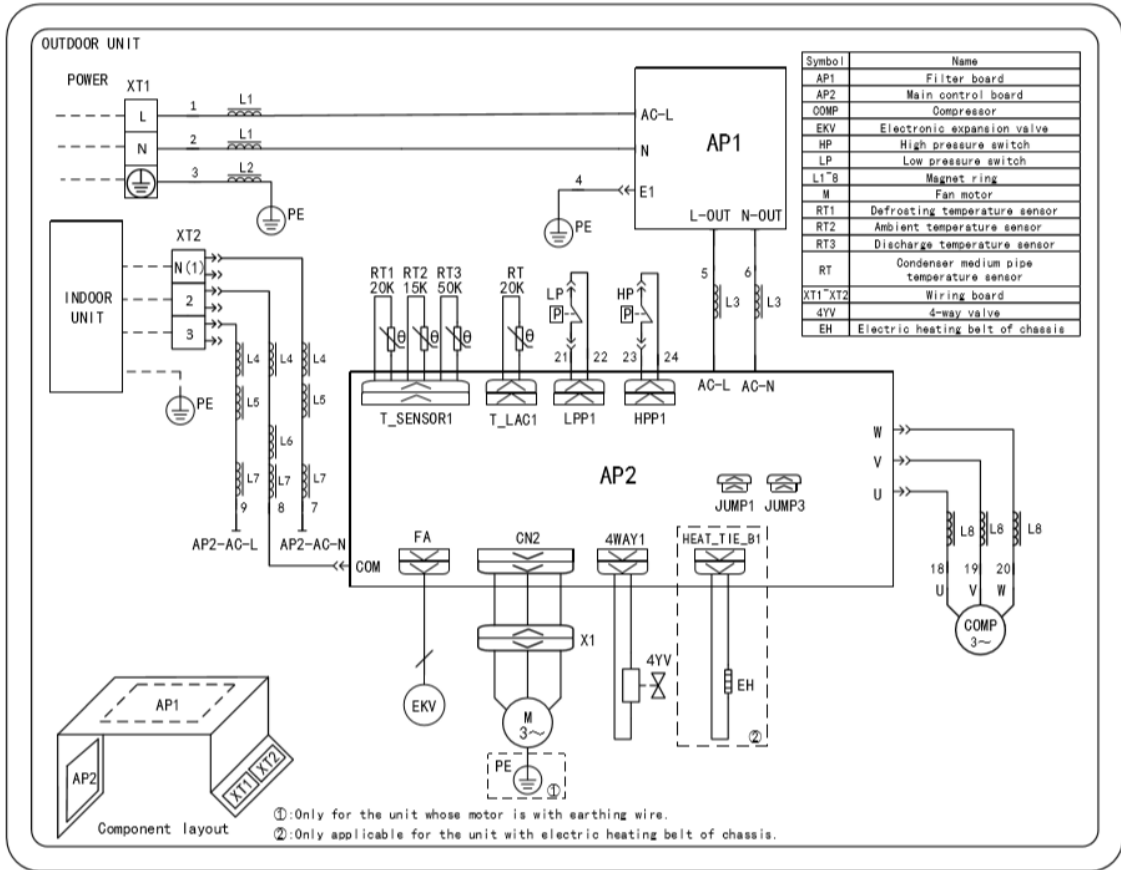 OUTDOOR UNIT
POWER
XT1
L
N
1
L1
2
L1
3
L2
PE
AC-L
N
E1
4
PE
AP1
L-OUT N-OUT
5
6
L3
L3
AC-L AC-N
Symbol Name
AP1 Filter board
AP2 Main control board
COMP Compressor
EKV Electronic expansion valve
HP High pressure switch
LP Low pressure switch
L1~8 Magnet ring
M Fan motor
RT1 Defrosting temperature sensor
RT2 Ambient temperature sensor
RT3 Discharge temperature sensor
RT Condenser medium pipe
temperature sensor
XT1~XT2 Wiring board
4YV 4-way valve
EH Electric heating belt of chassis
INDOOR
UNIT
XT2
N(1)
2
3
PE
L4
L4
L4
L5
L5
L6
L7
L7
L7
9
8
7
AP2-AC-L
AP2-AC-N
RT1 RT2 RT3
20K 15K 50K
θ
θ
θ
RT
20K
θ
LP
P
21
22
HP
P
23
24
T_SENSOR1
T_LAC1
LPP1
HPP1
AP2
JUMP1
JUMP3
W
V
U
L8
L8
L8
18
19
20
U
V
W
COMP
3~
COM
FA
CN2
4WAY1
HEAT_TIE_B1
X1
EKV
M
3~
PE
①
4YV
EH
②
AP1
AP2
XT1
XT2
Component layout
①:Only for the unit whose motor is with earthing wire.
②:Only applicable for the unit with electric heating belt of chassis.